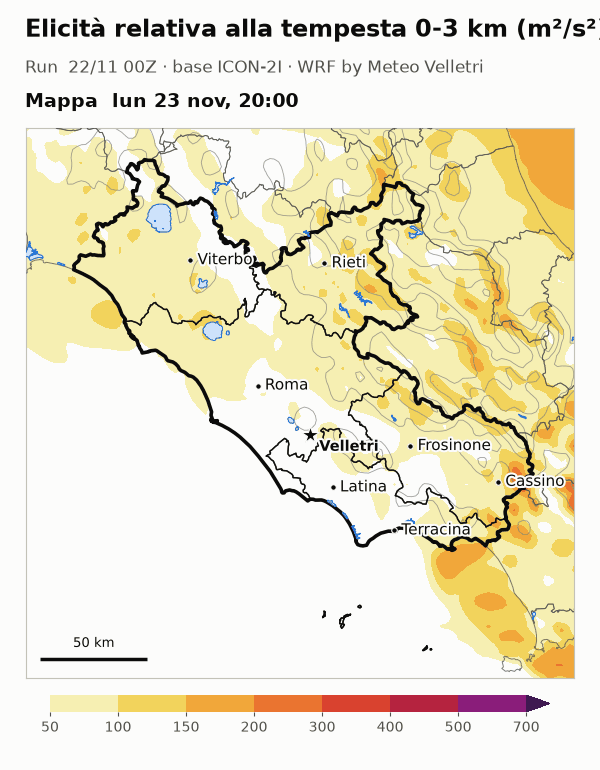 Elicità relativa alla tempesta 0-3 km (m²/s²)
Run 22/11 00Z · base ICON-2I · WRF by Meteo Velletri
Mappa lun 23 nov, 20:00
Viterbo
Rieti
Roma
Velletri
Frosinone
Cassino
Latina
Terracina
50 km
50 100 150 200 300 400 500 700